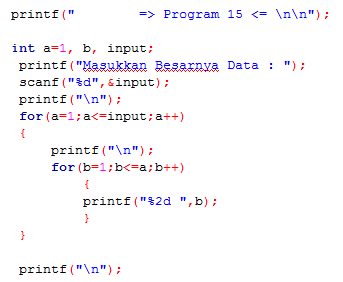 printf("        => Program 15 <= \n\n");
int a=1, b, input;
printf("Masukkan Besarnya Data : ");
scanf("%d",&input);
printf("\n");
for(a=1;a<=input;a++)
{
printf("\n");
for(b=1;b<=a;b++)
{
printf("%2d ",b);
}
}
printf("\n");